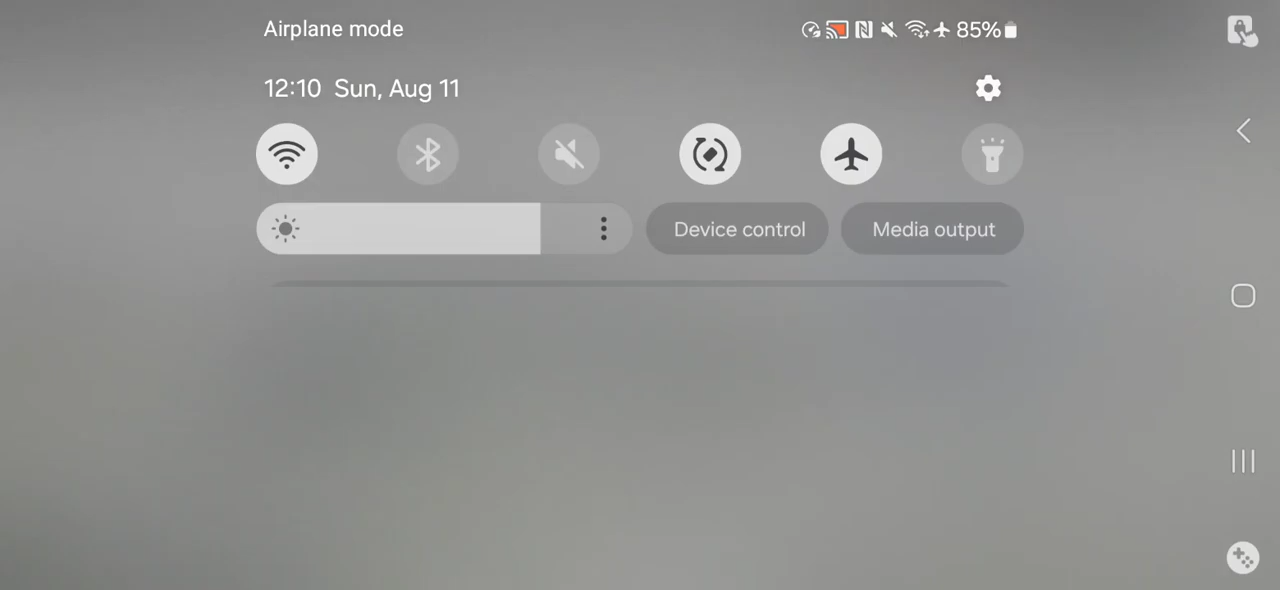 Airplane mode
85%
12:10 Sun, Aug 11
Device control
Media output